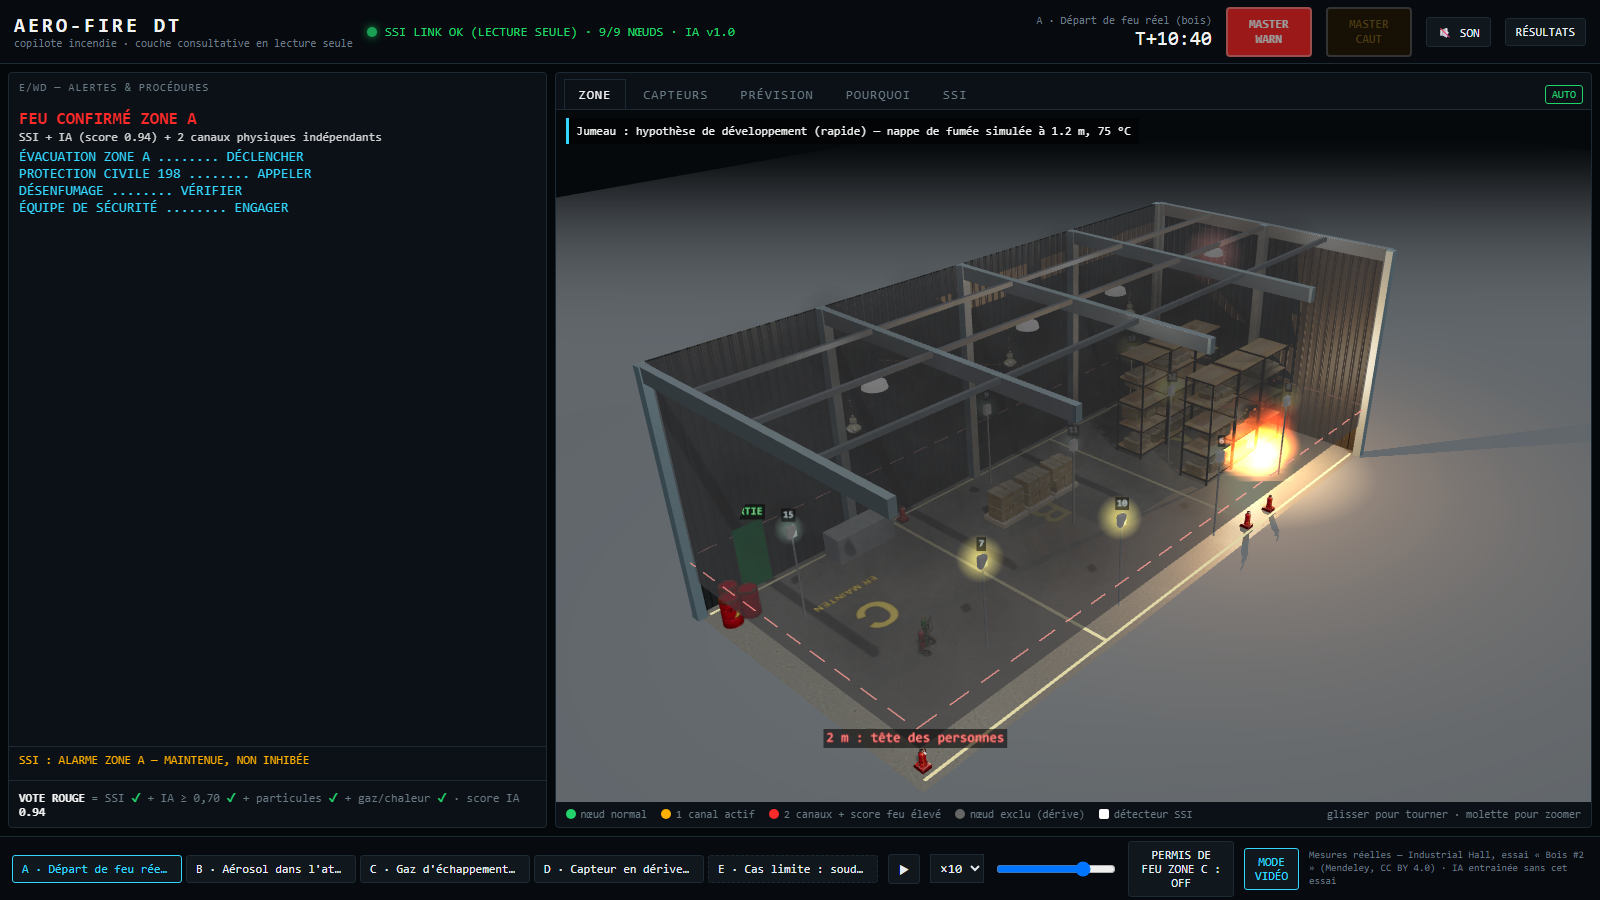 AERO-FIRE DT
copilote incendie · couche consultative en lecture seule
SSI LINK OK (LECTURE SEULE) · 9/9 NŒUDS · IA v1.0
A · Départ de feu réel (bois)
T+10:40
MASTER
WARN
MASTER
CAUT
SON
RÉSULTATS
E/WD — ALERTES & PROCÉDURES
FEU CONFIRMÉ ZONE A
SSI + IA (score 0.94) + 2 canaux physiques indépendants
ÉVACUATION ZONE A ........ DÉCLENCHER
PROTECTION CIVILE 198 ........ APPELER
DÉSENFUMAGE ........ VÉRIFIER
ÉQUIPE DE SÉCURITÉ ........ ENGAGER
SSI : ALARME ZONE A — MAINTENUE, NON INHIBÉE
VOTE ROUGE = SSI ✓ + IA ≥ 0,70 ✓ + particules ✓ + gaz/chaleur ✓ · score IA
0.94
ZONE
CAPTEURS
PRÉVISION
POURQUOI
SSI
AUTO
Jumeau : hypothèse de développement (rapide) — nappe de fumée simulée à 1.2 m, 75 °C
TIE
15
7
10
B
C
EN MAINTEN
2 m : tête des personnes
nœud normal
1 canal actif
2 canaux + score feu élevé
nœud exclu (dérive)
détecteur SSI
glisser pour tourner · molette pour zoomer
A · Départ de feu rée…
B · Aérosol dans l'at…
C · Gaz d'échappement…
D · Capteur en dérive…
E · Cas limite : soud…
▶
x10
PERMIS DE
FEU ZONE C :
OFF
MODE
VIDÉO
Mesures réelles — Industrial Hall, essai « Bois #2
» (Mendeley, CC BY 4.0) · IA entraînée sans cet
essai